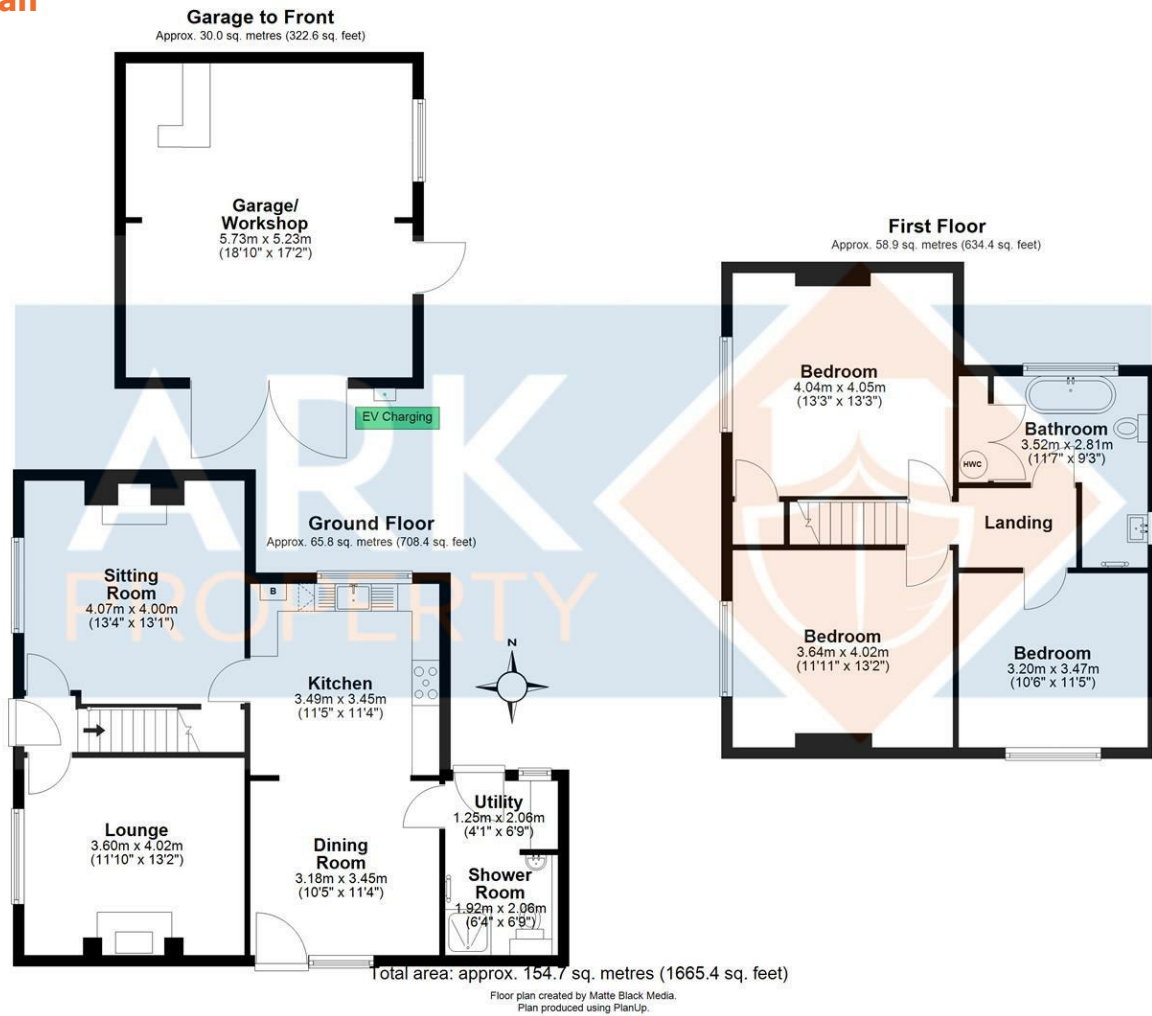 Garage to Front
Approx. 30.0 sq. metres (322.6 sq. feet)
Garage/
Workshop
5.73m x 5.23m
(18'10" x 17'2")
EV Charging
First Floor
Approx. 58.9 sq. metres (634.4 sq. feet)
Bedroom
4.04m x 4.05m
(13'3" x 13'3")
Bathroom
3.52m x 2.81m
(11'7" x 9'3")
HWC
Landing
Bedroom
3.64m x 4.02m
(11'11" x 13'2")
Bedroom
3.20m x 3.47m
(10'6" x 11'5")
Ground Floor
Approx. 65.8 sq. metres (708.4 sq. feet)
Sitting
Room
4.07m x 4.00m
(13'4" x 13'1")
B
Kitchen
3.49m x 3.45m
(11'5" x 11'4")
N
Lounge
3.60m x 4.02m
(11'10" x 13'2")
Dining
Room
3.18m x 3.45m
(10'5" x 11'4")
Utility
1.25m x 2.06m
(4'1" x 6'9")
Shower
Room
1.92m x 2.06m
(6'4" x 6'9")
Total area: approx. 154.7 sq. metres (1665.4 sq. feet)
Floor plan created by Matte Black Media.
Plan produced using PlanUp.
ARK
PROPERTY